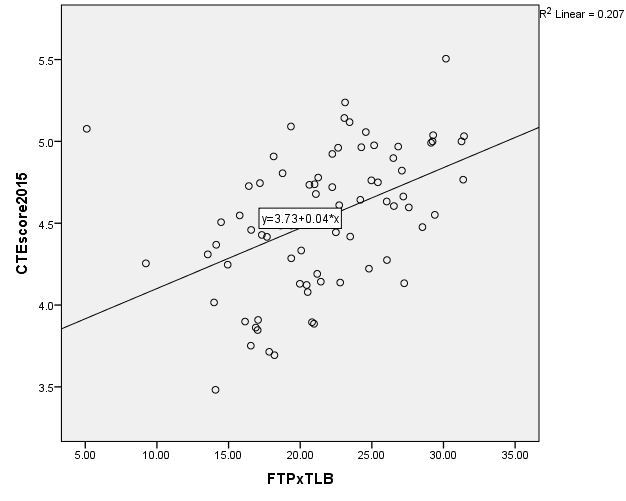 R² Linear = 0.207
CTEscore2015
5.5
5.0
4.5
4.0
3.5
y=3.73+0.04*x
5.00 10.00 15.00 20.00 25.00 30.00 35.00
FTPxTLB